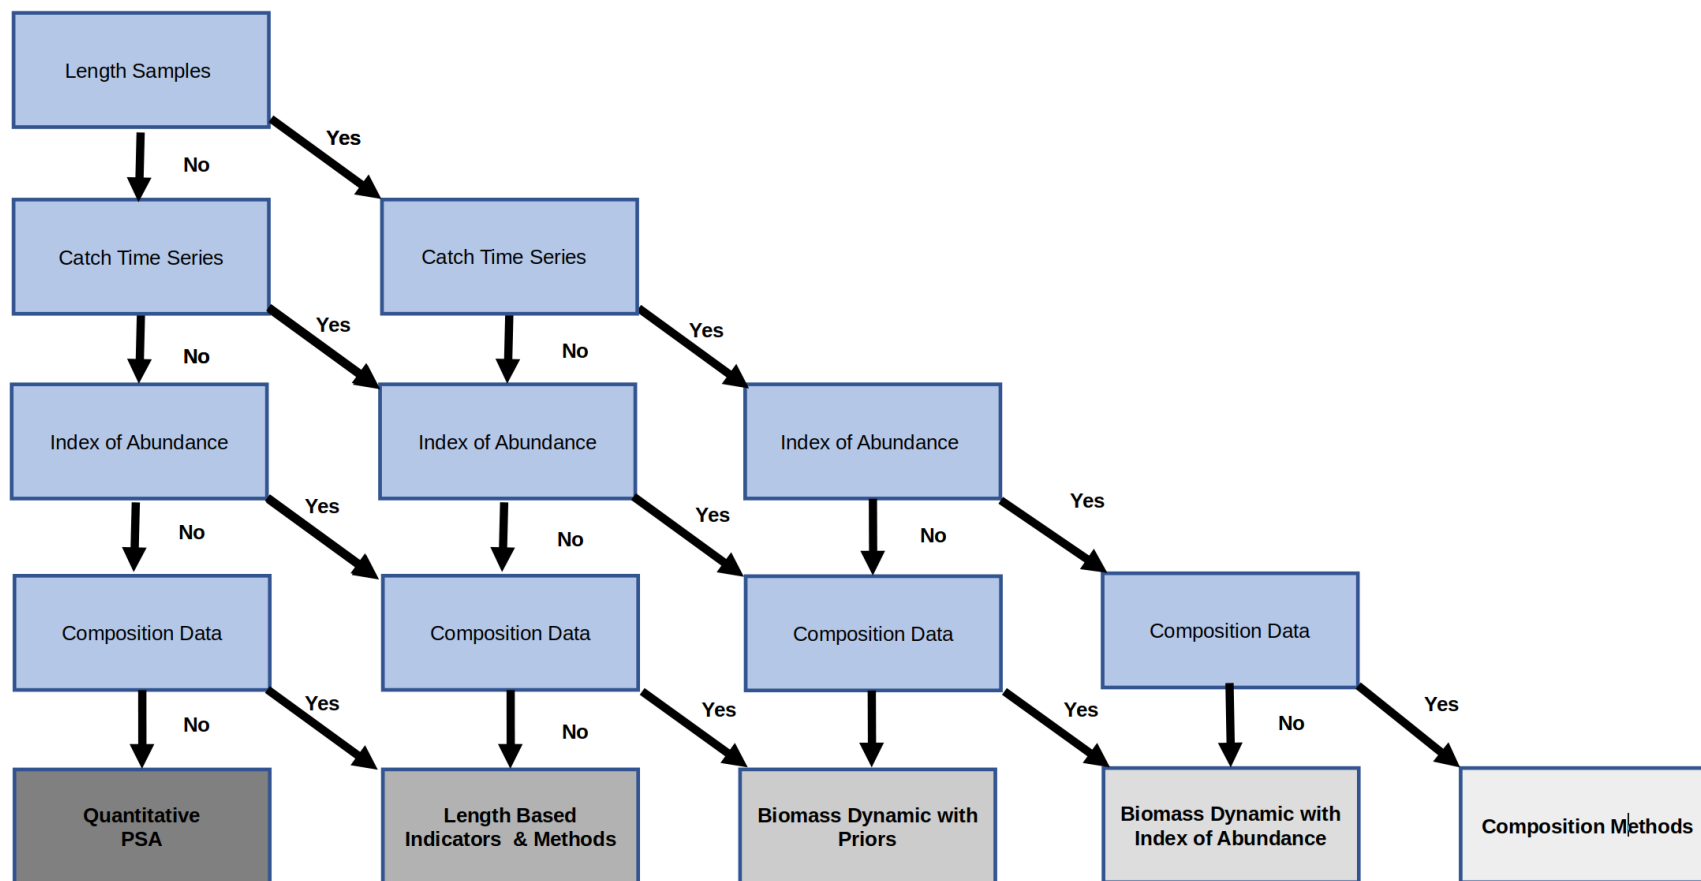 Length Samples
Yes
No
Catch Time Series
Catch Time Series
Yes
Yes
No
No
Index of Abundance
Index of Abundance
Index of Abundance
Yes
Yes
Yes
No
No
No
Composition Data
Composition Data
Composition Data
Composition Data
Yes
Yes
Yes
Yes
No
No
No
Quantitative
PSA
Length Based
Indicators & Methods
Biomass Dynamic with
Priors
Biomass Dynamic with
Index of Abundance
Composition Methods